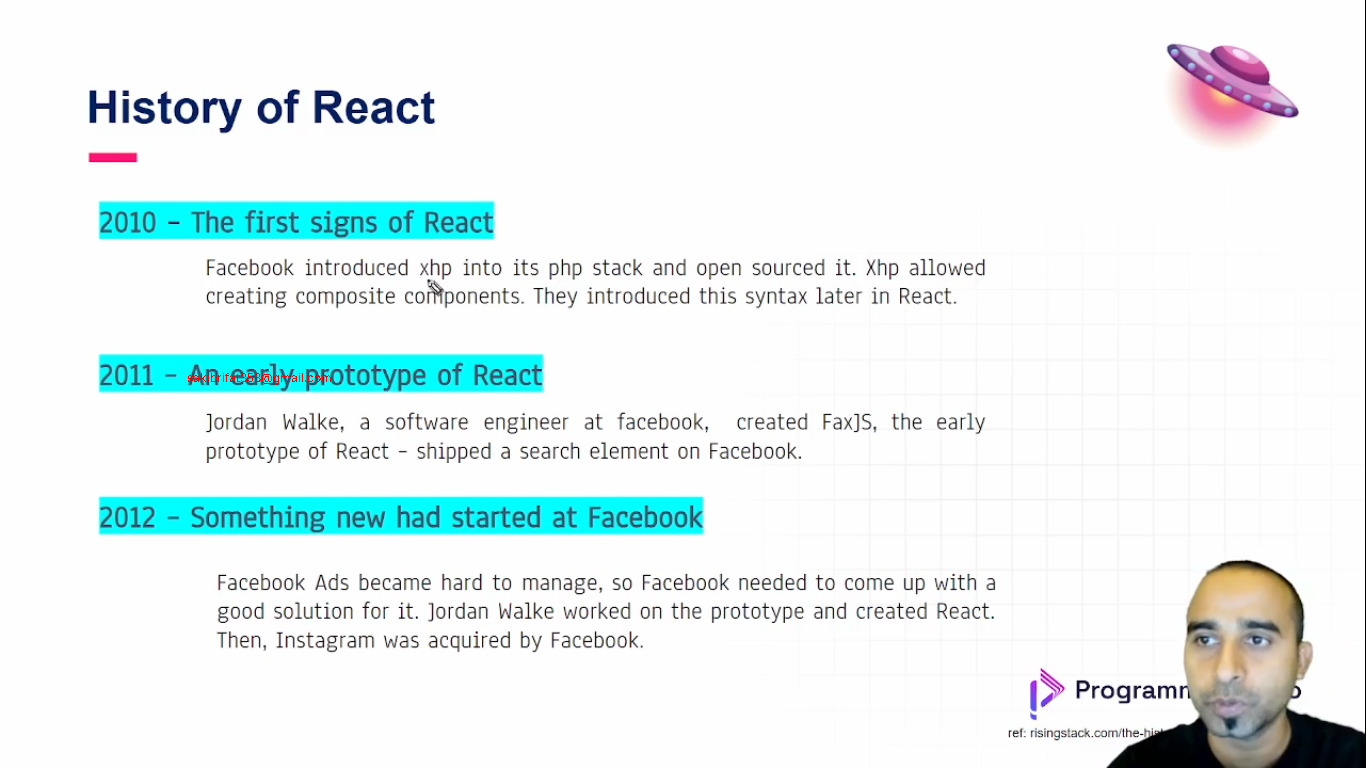 History of React
2010 – The first signs of React
Facebook introduced xhp into its php stack and open sourced it. Xhp allowed
creating composite components. They introduced this syntax later in React.
2011 – An early prototype of React
Jordan Walke, a software engineer at facebook, created FaxJS, the early
prototype of React – shipped a search element on Facebook.
2012 – Something new had started at Facebook
Facebook Ads became hard to manage, so Facebook needed to come up with a
good solution for it. Jordan Walke worked on the prototype and created React.
Then, Instagram was acquired by Facebook.
ref: risingstack.com/the-hist